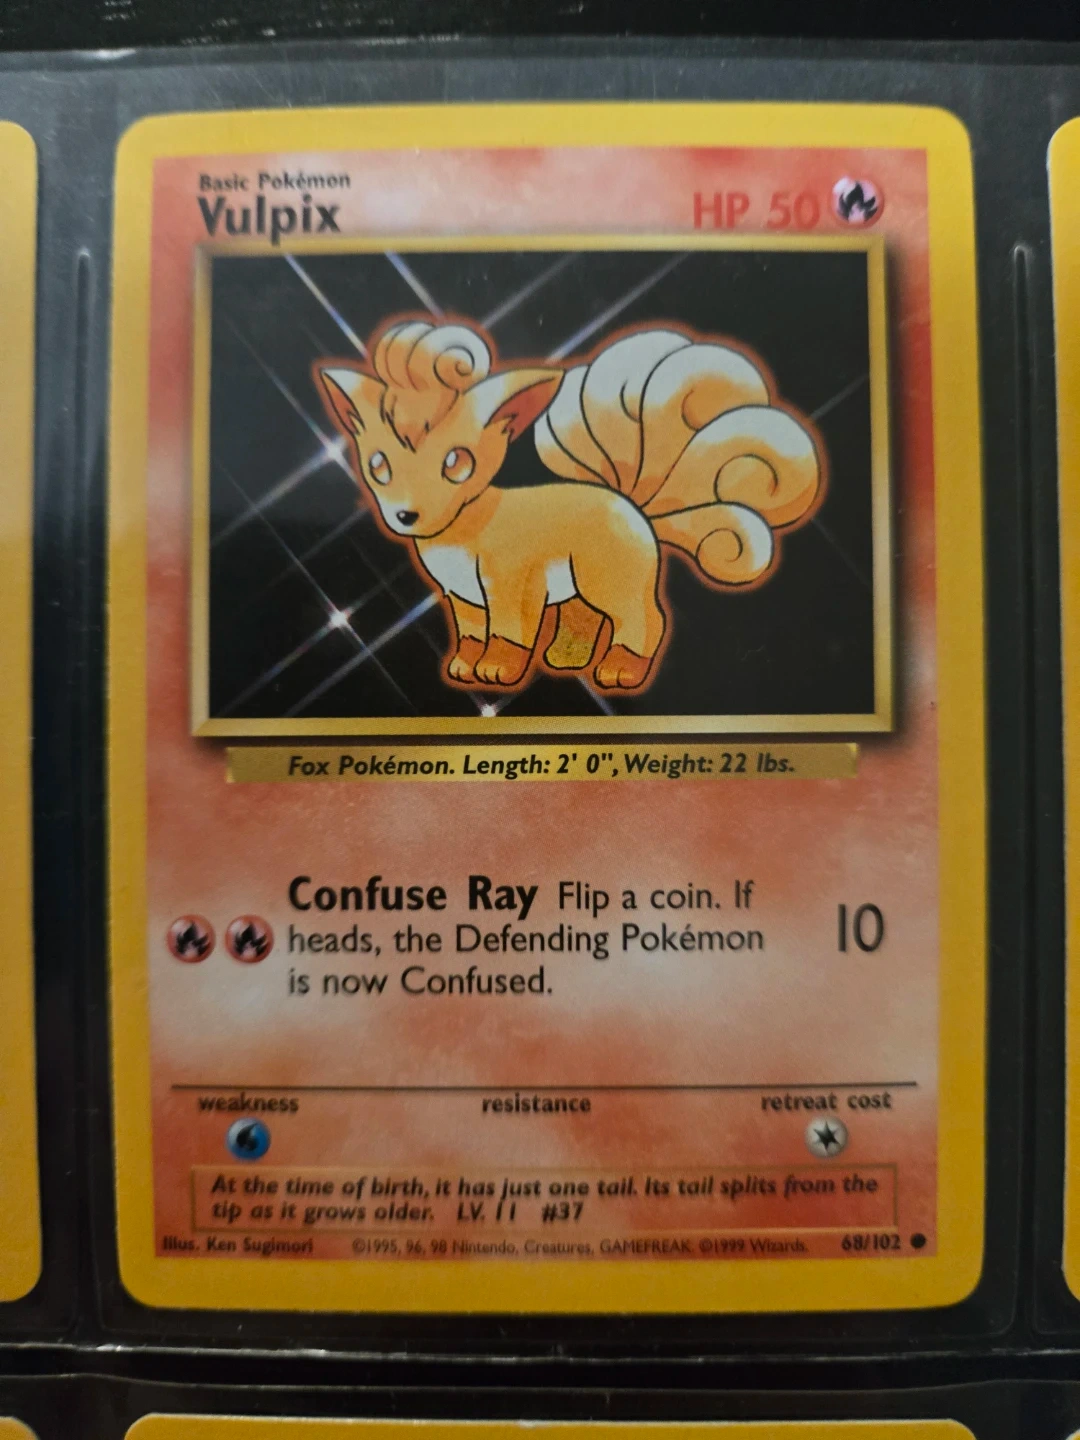 Basic Pokémon
Vulpix
HP 50
Fox Pokémon. Length: 2' 0", Weight: 22 lbs.
Confuse Ray Flip a coin. If
heads, the Defending Pokémon
is now Confused.
10
weakness
resistance
retreat cost
At the time of birth, it has just one tail. Its tail splits from the
tip as it grows older. LV. 11 #37
Illus. Ken Sugimori ©1995, 96, 98 Nintendo, Creatures, GAMEFREAK. ©1999 Wizards. 68/102